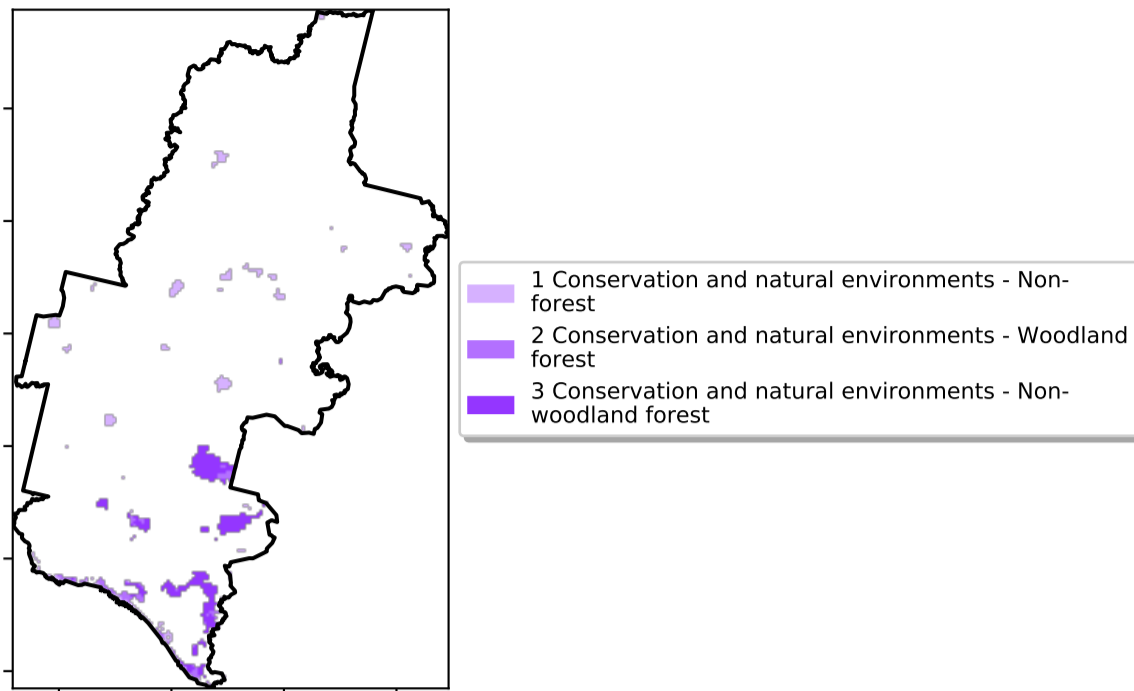 1 Conservation and natural environments - Non-
forest
2 Conservation and natural environments - Woodland
forest
3 Conservation and natural environments - Non-
woodland forest